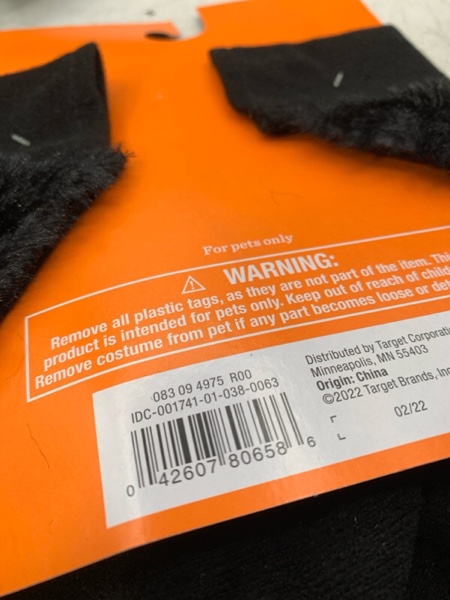 For pets only
WARNING:
Remove all plastic tags, as they are not part of the item. This
product is intended for pets only. Keep out of reach of
Remove costume from pet if any part becomes loose or
083 09 4975 R00
IDC-001741-01-038-0063
0 42607 80658 6
Distributed by Target
Minneapolis, MN 55403
Origin: China
©2022 Target Brands,
02/22